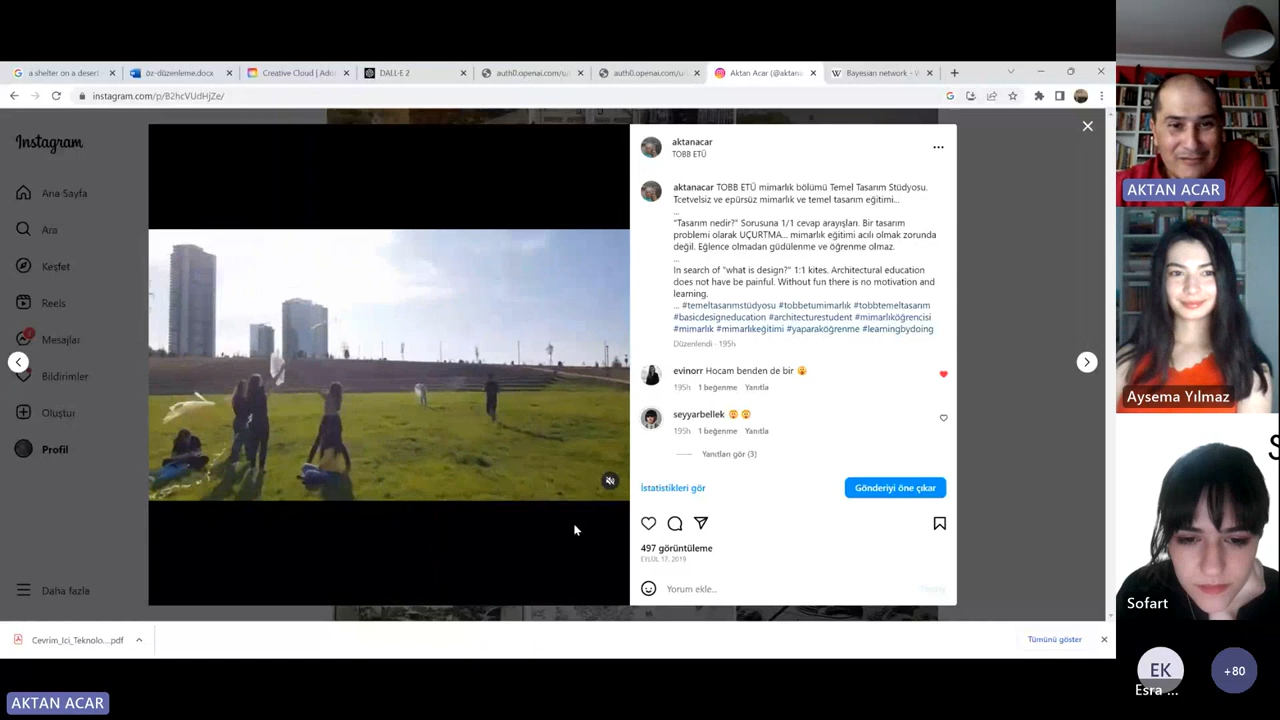 a shelter on a desert
öz-düzenleme.docx
Creative Cloud | Ado
DALL·E 2
auth0.openai.com/u/
auth0.openai.com/u/
Aktan Acar (@aktana
Bayesian network - W
instagram.com/p/B2hcVUdHjZe/
Instagram
Ana Sayfa
Ara
Keşfet
Reels
Mesajlar
Bildirimler
Oluştur
Profil
Daha fazla
aktanacar
TOBB ETÜ
aktanacar TOBB ETÜ mimarlık bölümü Temel Tasarım Stüdyosu.
Tcetvelsiz ve epürsüz mimarlık ve temel tasarım eğitimi...
...
"Tasarım nedir?" Sorusuna 1/1 cevap arayışları. Bir tasarım
problemi olarak UÇURTMA... mimarlık eğitimi acılı olmak zorunda
değil. Eğlence olmadan güdülenme ve öğrenme olmaz.
...
In search of "what is design?" 1:1 kites. Architectural education
does not have be painful. Without fun there is no motivation and
learning.
... #temeltasarımstüdyosu #tobbetumimarlık #tobbtemeltasarım
#basicdesigneducation #architecturestudent #mimarlıköğrencisi
#mimarlık #mimarlıkeğitimi #yaparaköğrenme #learningbydoing
Düzenlendi · 195h
evinorr Hocam benden de bir
195h 1 beğenme Yanıtla
seyyarbellek
195h 1 beğenme Yanıtla
Yanıtları gör (3)
İstatistikleri gör
Gönderiyi öne çıkar
497 görüntüleme
EYLÜL 17, 2019
Yorum ekle...
Cevrim_Ici_Teknolo....pdf
Tümünü göster
AKTAN ACAR
AKTAN ACAR
Aysema Yılmaz
S
Sofart
EK
Esra ...
+80